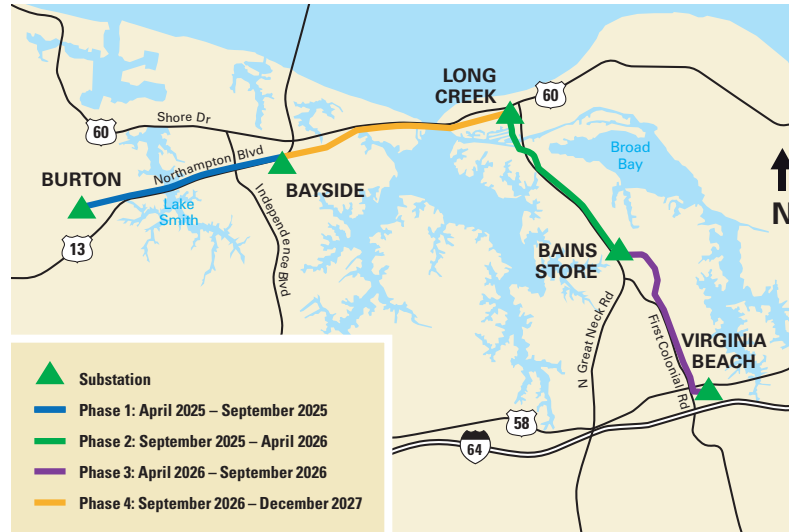 LONG
CREEK
60
60
Shore Dr
Northampton Blvd
Broad
Bay
BURTON
BAYSIDE
Lake
Smith
Independence Blvd
N
13
BAINS
STORE
N Great Neck Rd
First Colonial Rd
VIRGINIA
BEACH
58
64
Substation
Phase 1: April 2025 – September 2025
Phase 2: September 2025 – April 2026
Phase 3: April 2026 – September 2026
Phase 4: September 2026 – December 2027